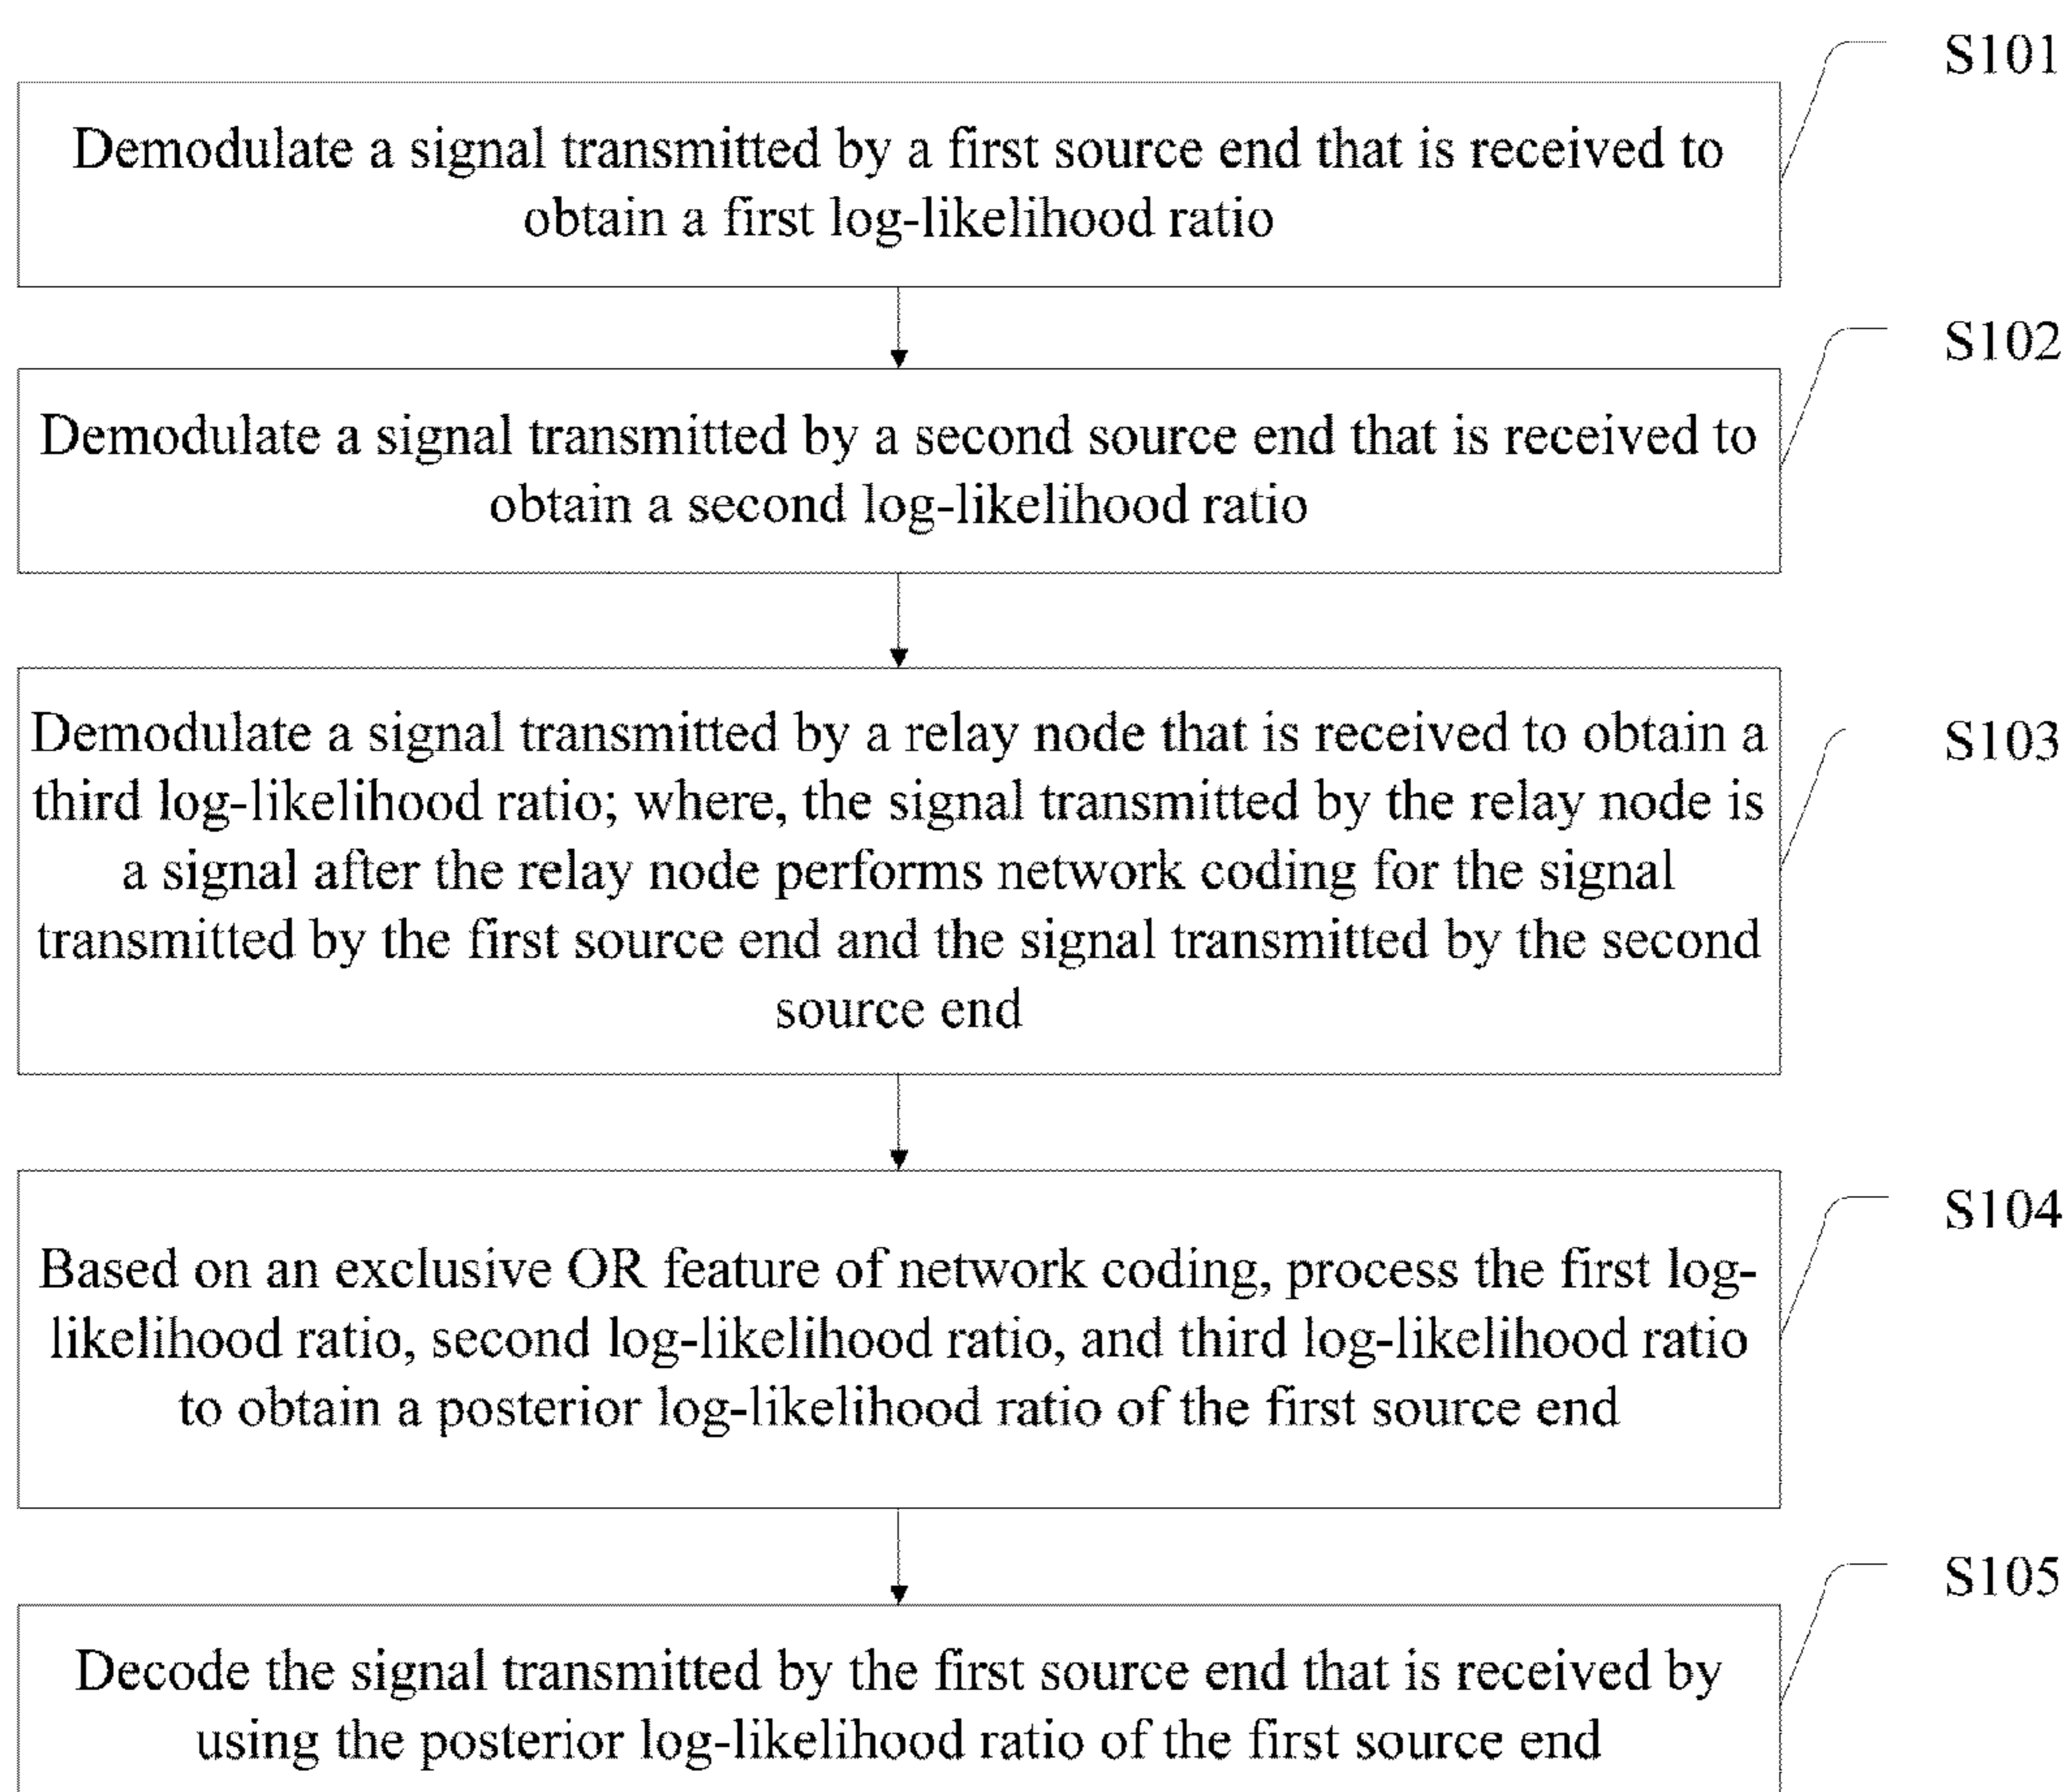 S101
Demodulate a signal transmitted by a first source end that is received to
obtain a first log-likelihood ratio
S102
Demodulate a signal transmitted by a second source end that is received to
obtain a second log-likelihood ratio
S103
Demodulate a signal transmitted by a relay node that is received to obtain a
third log-likelihood ratio; where, the signal transmitted by the relay node is
a signal after the relay node performs network coding for the signal
transmitted by the first source end and the signal transmitted by the second
source end
S104
Based on an exclusive OR feature of network coding, process the first log-
likelihood ratio, second log-likelihood ratio, and third log-likelihood ratio
to obtain a posterior log-likelihood ratio of the first source end
S105
Decode the signal transmitted by the first source end that is received by
using the posterior log-likelihood ratio of the first source end